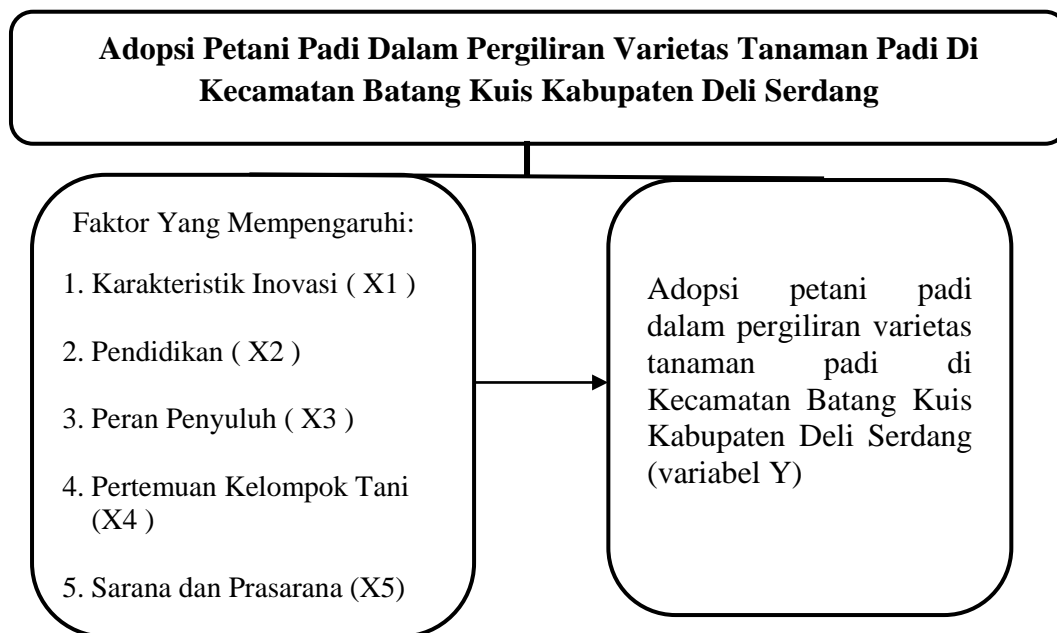 Adopsi Petani Padi Dalam Pergiliran Varietas Tanaman Padi Di
Kecamatan Batang Kuis Kabupaten Deli Serdang
Faktor Yang Mempengaruhi:
1. Karakteristik Inovasi ( X1 )
2. Pendidikan ( X2 )
3. Peran Penyuluh ( X3 )
4. Pertemuan Kelompok Tani
(X4 )
5. Sarana dan Prasarana (X5)
Adopsi petani padi
dalam pergiliran varietas
tanaman padi di
Kecamatan Batang Kuis
Kabupaten Deli Serdang
(variabel Y)